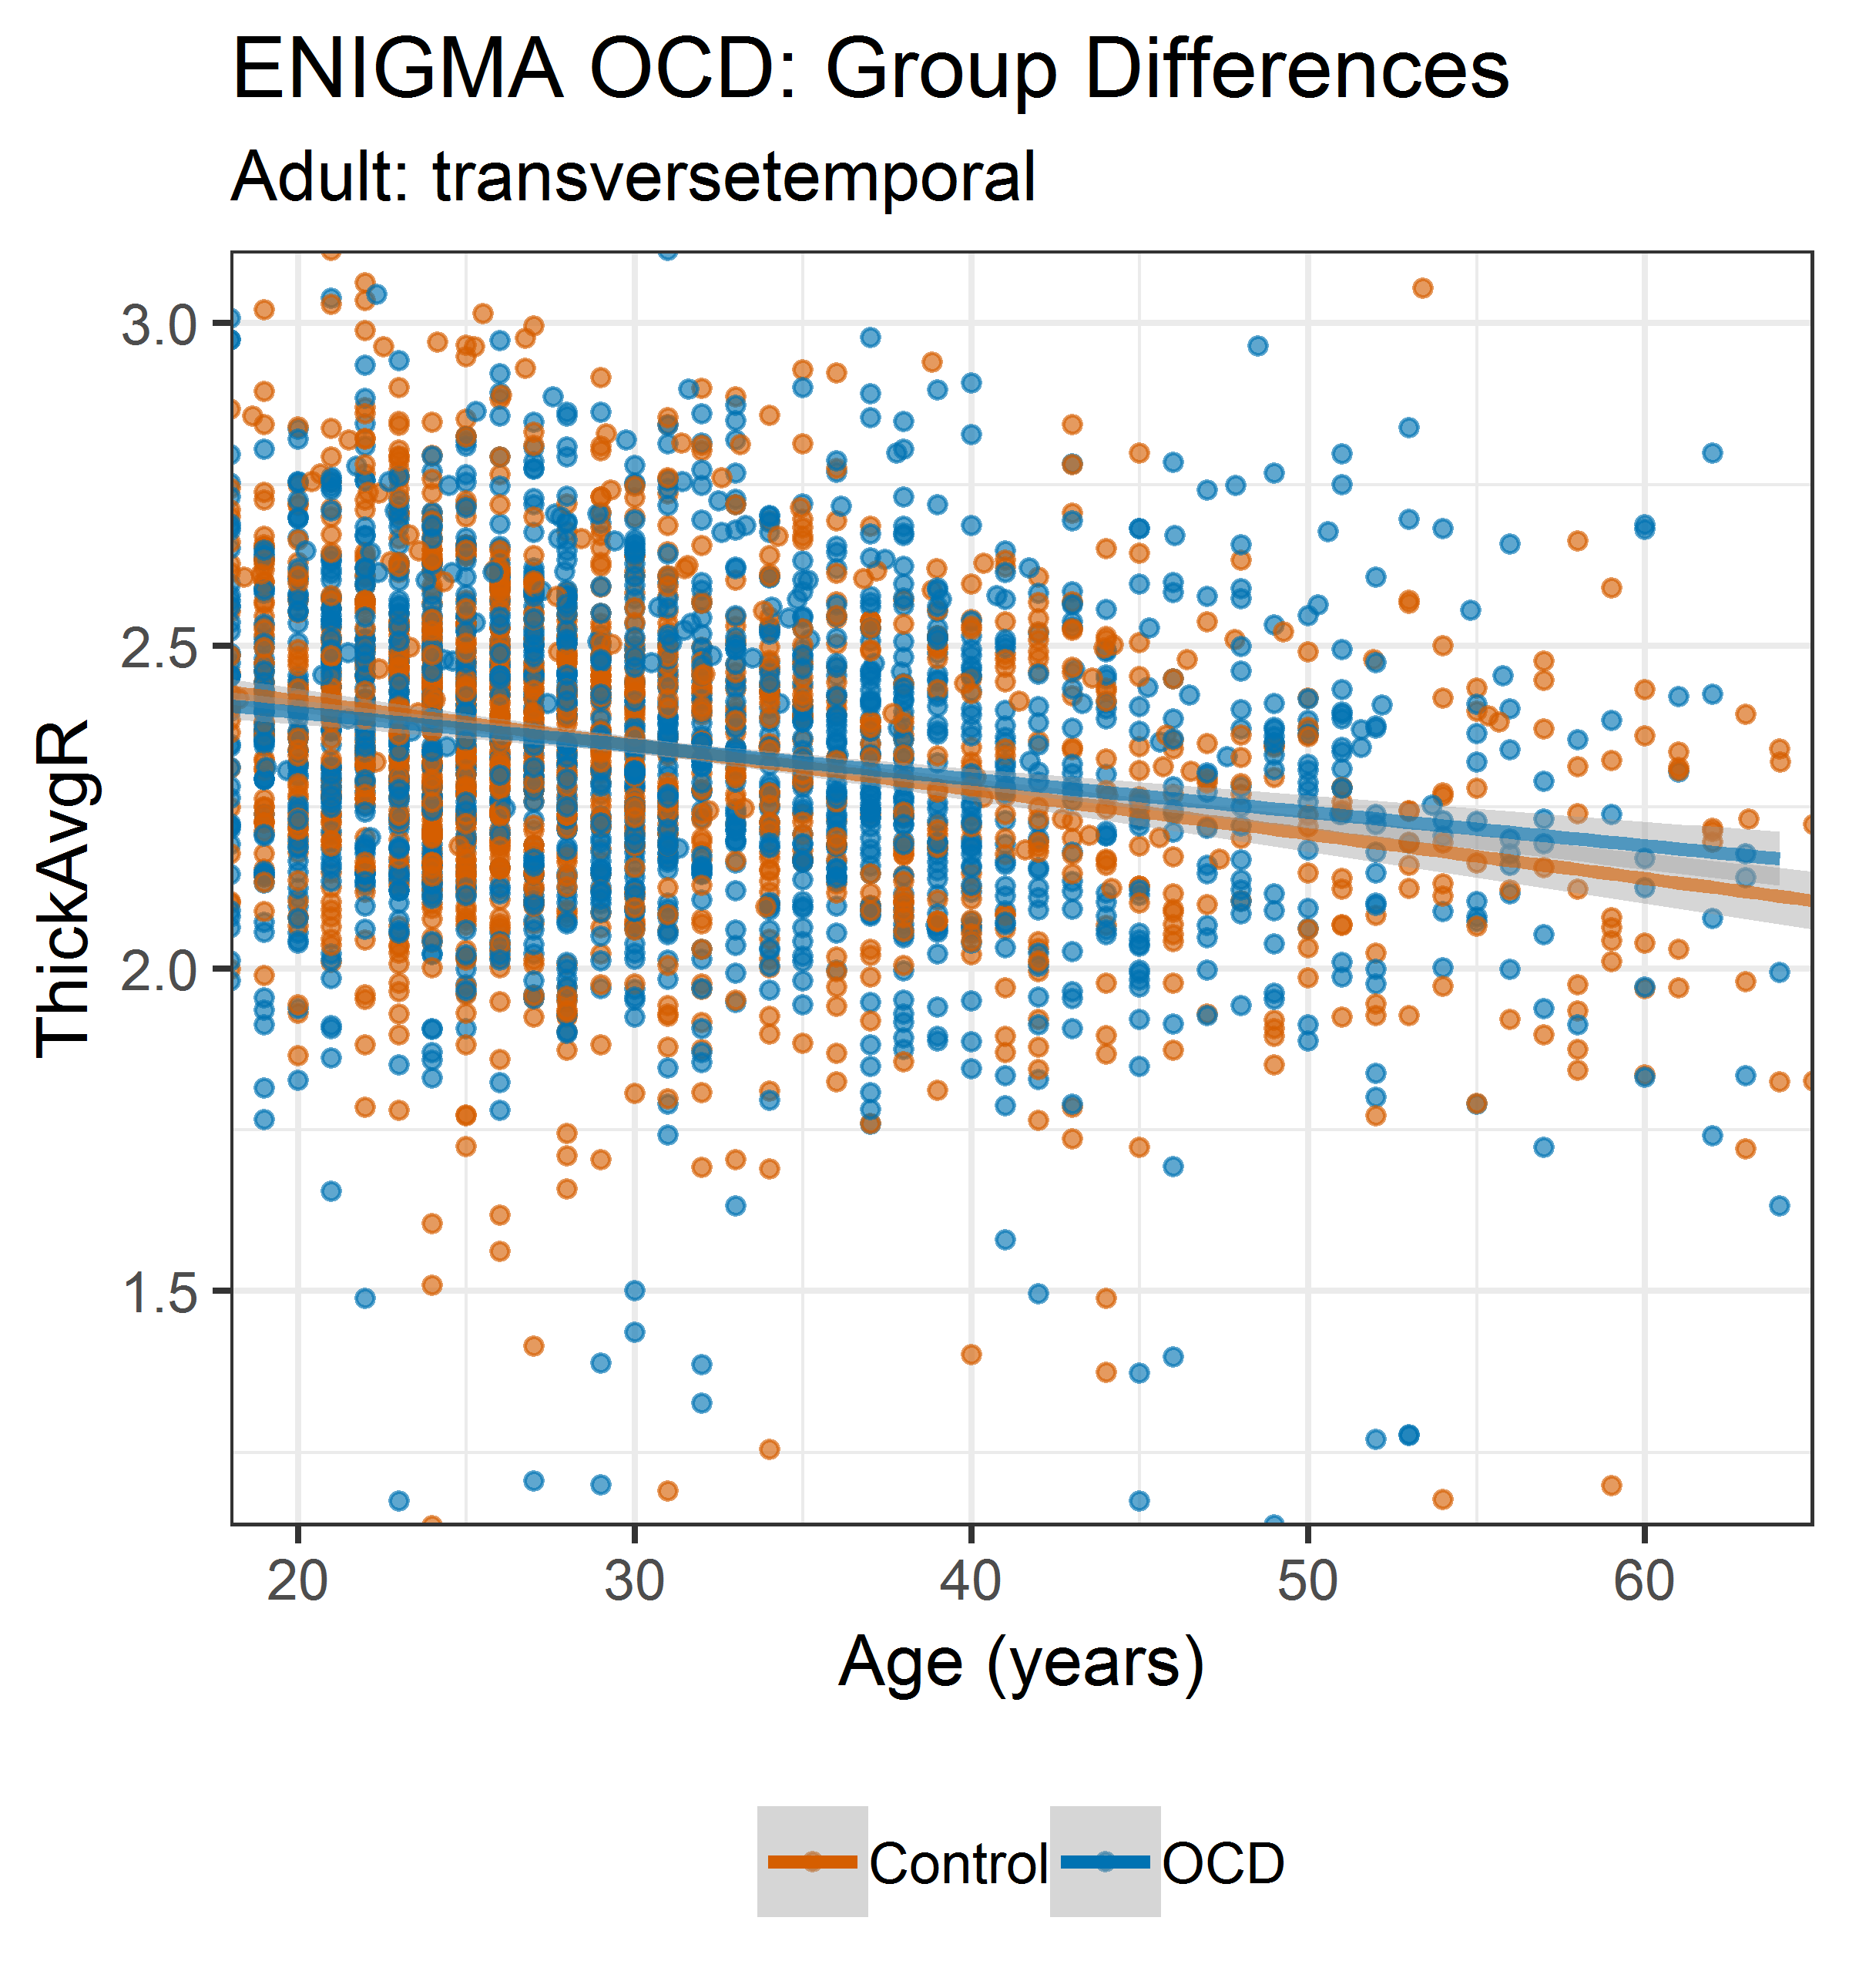 ENIGMA OCD: Group Differences
Adult: transversetemporal
ThickAvgR
3.0
2.5
2.0
1.5
20 30 40 50 60
Age (years)
Control OCD